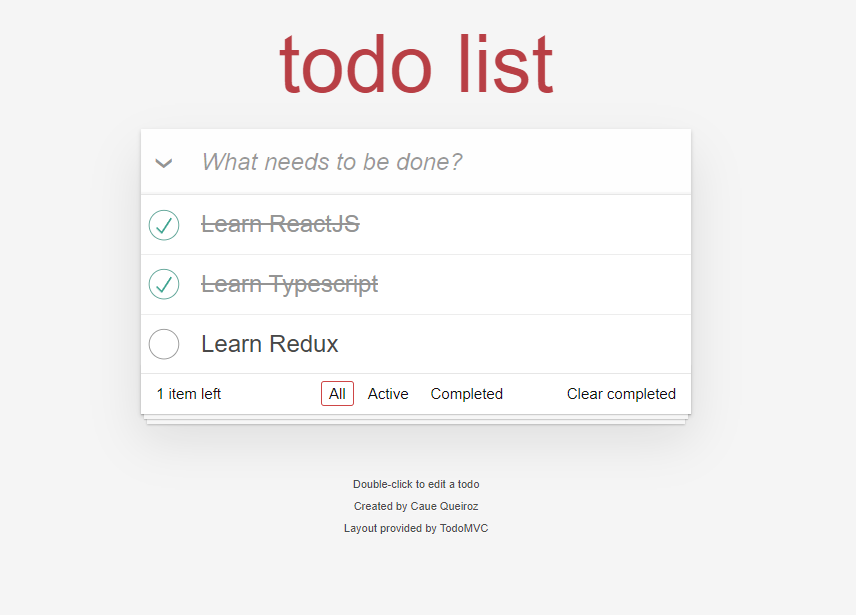 todo list
What needs to be done?
Learn ReactJS
Learn Typescript
Learn Redux
1 item left All Active Completed Clear completed
Double-click to edit a todo
Created by Caue Queiroz
Layout provided by TodoMVC